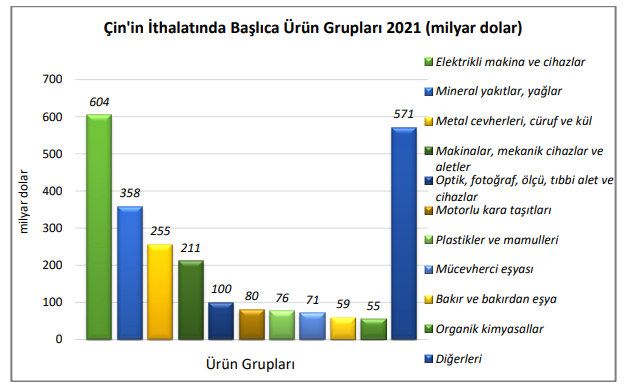 Çin'in İthalatında Başlıca Ürün Grupları 2021 (milyar dolar)
milyar dolar
700
600
500
400
300
200
100
0
604
358
255
211
100
80
76
71
59
55
571
Ürün Grupları
Elektrikli makina ve cihazlar
Mineral yakıtlar, yağlar
Metal cevherleri, cüruf ve kül
Makinalar, mekanik cihazlar ve
aletler
Optik, fotoğraf, ölçü, tıbbi alet ve
cihazlar
Motorlu kara taşıtları
Plastikler ve mamulleri
Mücevherci eşyası
Bakır ve bakırdan eşya
Organik kimyasallar
Diğerleri